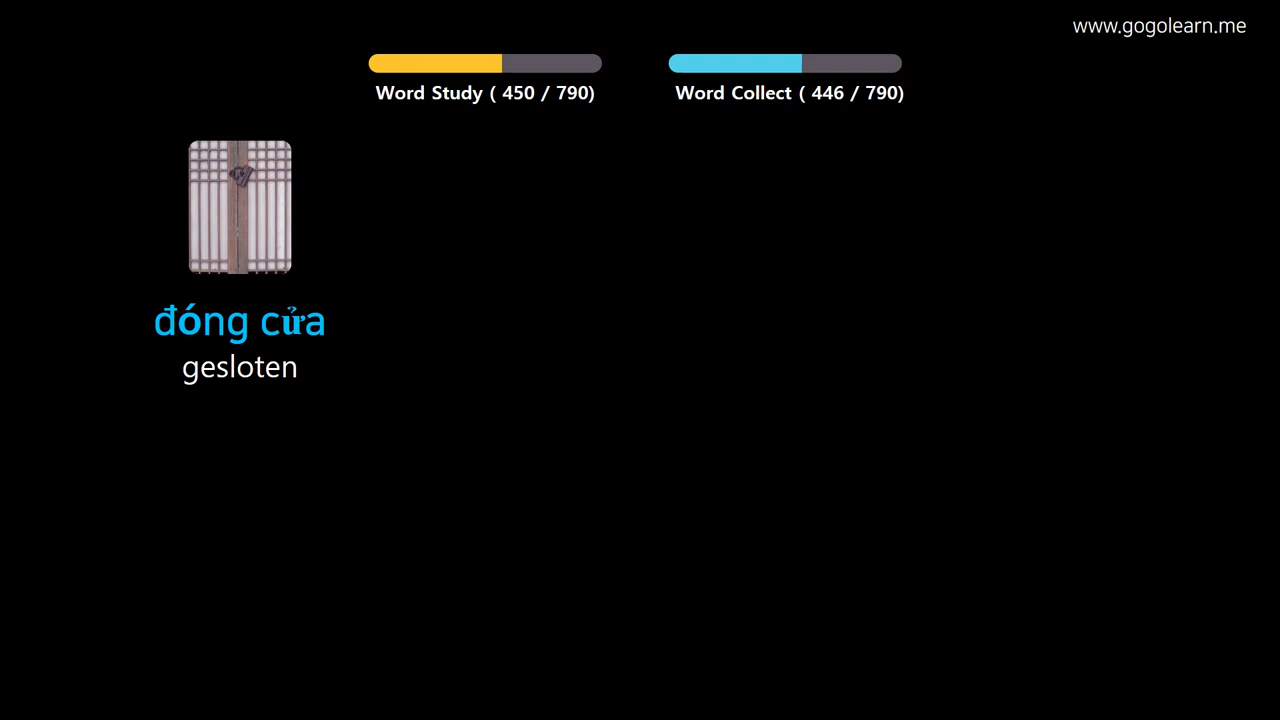 www.gogolearn.me
Word Study ( 450 / 790)
Word Collect ( 446 / 790)
đóng cửa
gesloten